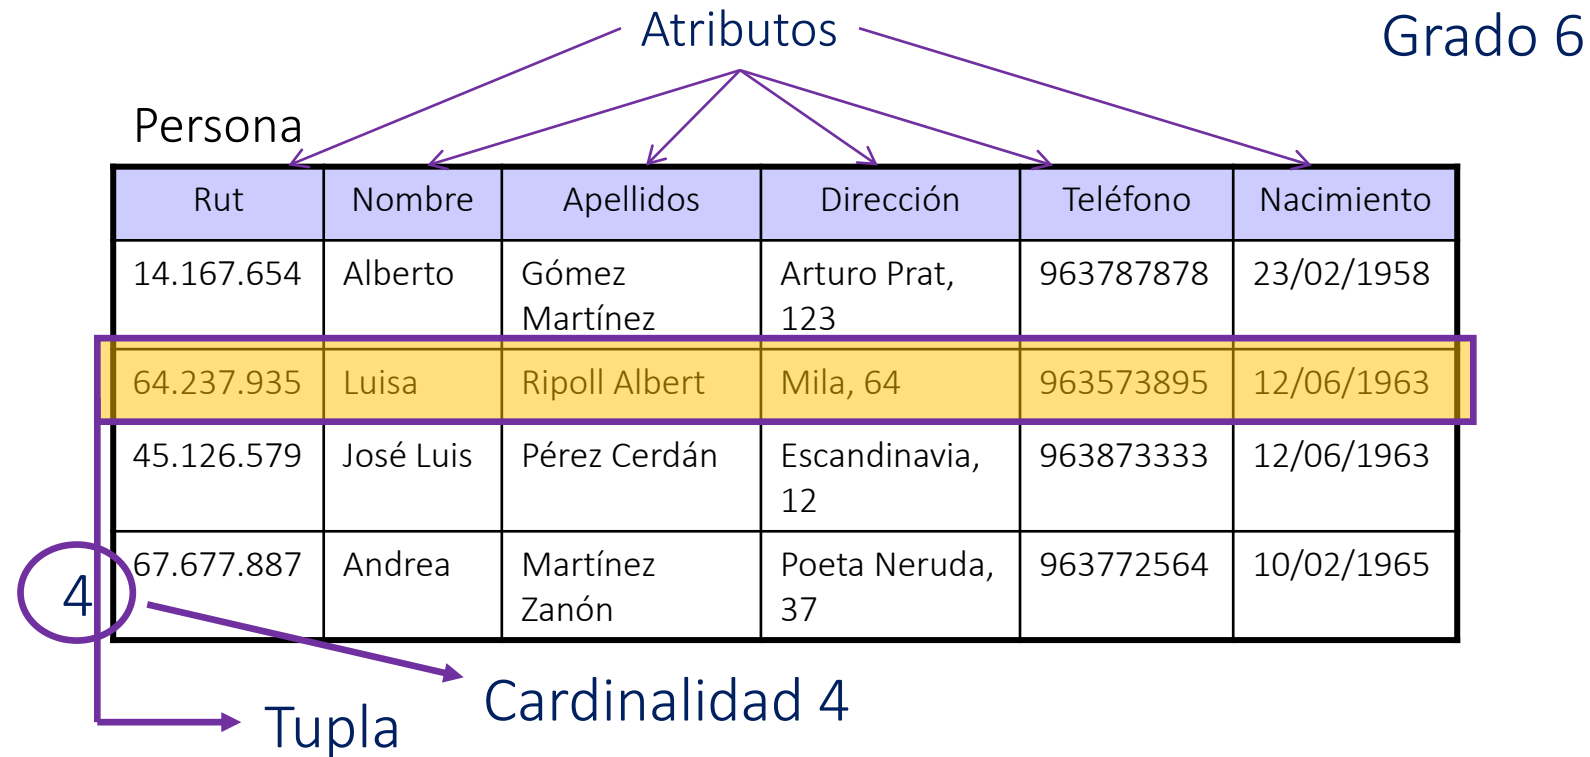 Atributos
Grado 6
Persona
Rut Nombre Apellidos Dirección Teléfono Nacimiento
14.167.654 Alberto Gómez Arturo Prat, 963787878 23/02/1958
Martínez 123
64.237.935 Luisa Ripoll Albert Mila, 64 963573895 12/06/1963
45.126.579 José Luis Pérez Cerdán Escandinavia, 963873333 12/06/1963
12
67.677.887 Andrea Martínez Poeta Neruda, 963772564 10/02/1965
Zanón 37
4
Cardinalidad 4
Tupla